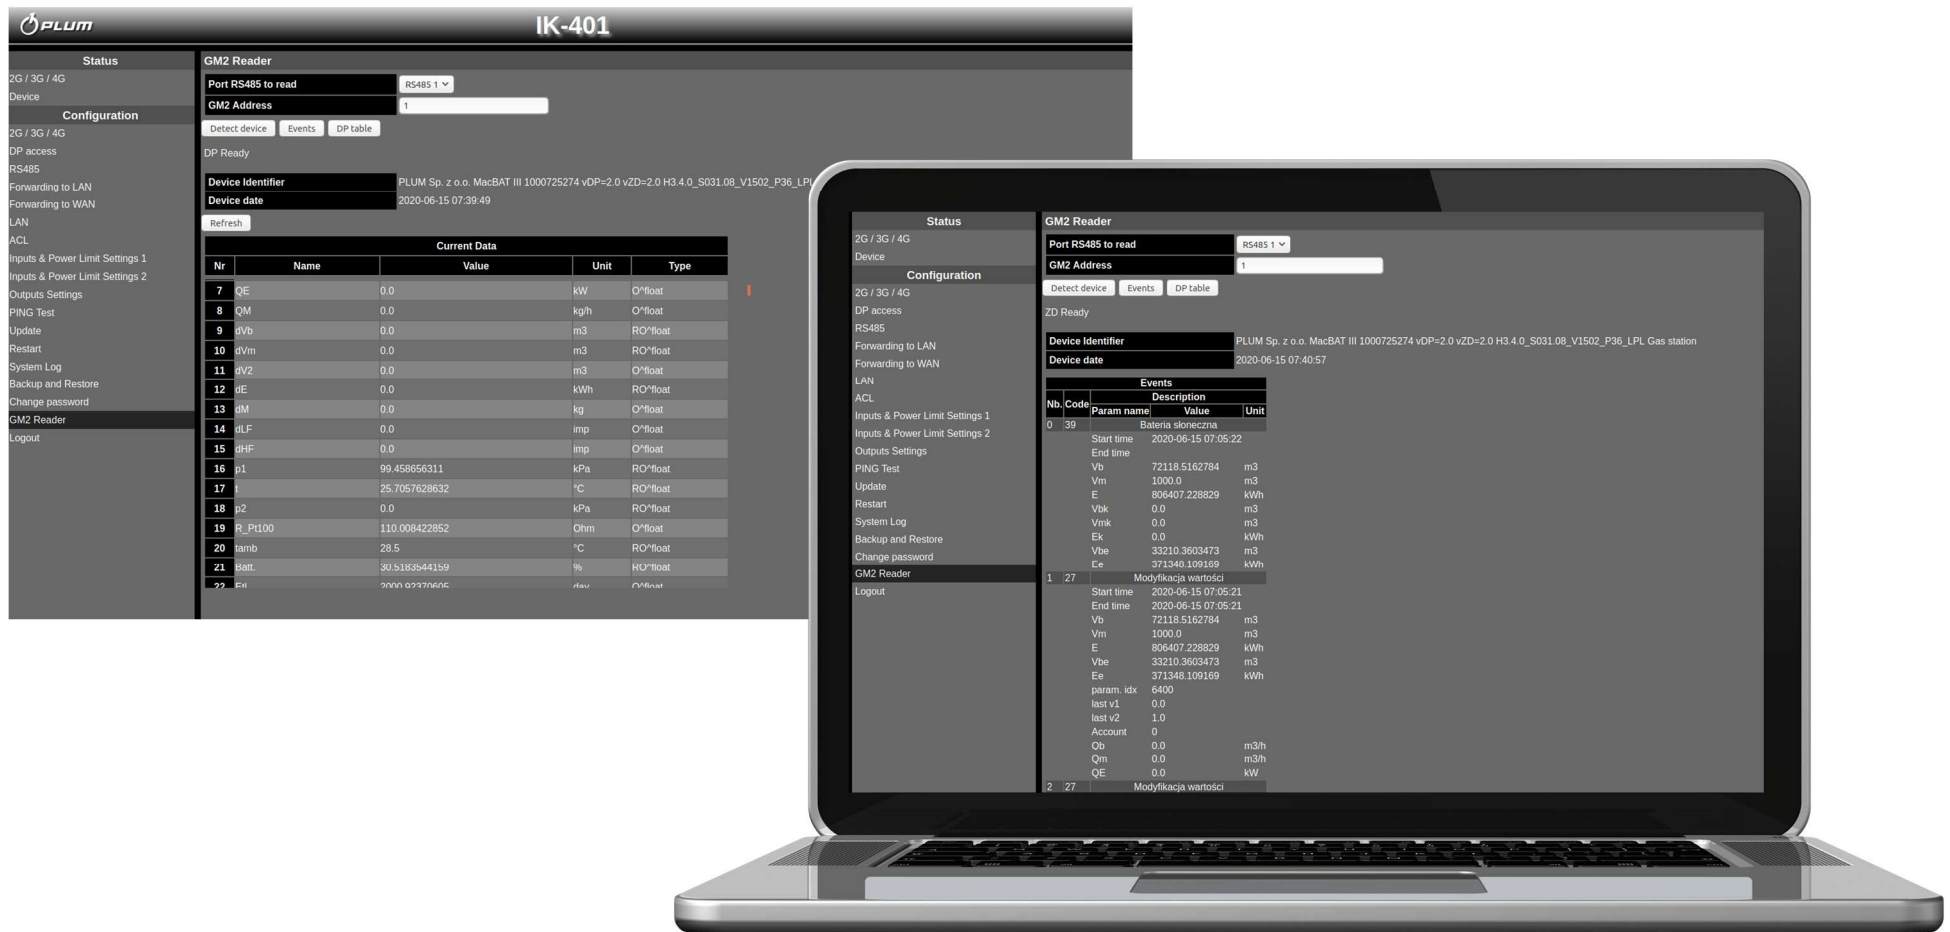 PLUM
IK-401
Status
2G / 3G / 4G
Device
Configuration
2G / 3G / 4G
DP access
RS485
Forwarding to LAN
Forwarding to WAN
LAN
ACL
Inputs & Power Limit Settings 1
Inputs & Power Limit Settings 2
Outputs Settings
PING Test
Update
Restart
System Log
Backup and Restore
Change password
GM2 Reader
Logout
GM2 Reader
Port RS485 to read RS485 1
GM2 Address 1
Detect device Events DP table
DP Ready
Device Identifier PLUM Sp. z o.o. MacBAT III 1000725274 vDP=2.0 vZD=2.0 H3.4.0_S031.08_V1502_P36_LPL
Device date 2020-06-15 07:39:49
Refresh
Current Data
Nr Name Value Unit Type
7 QE 0.0 kW O^float
8 QM 0.0 kg/h O^float
9 dVb 0.0 m3 RO^float
10 dVm 0.0 m3 RO^float
11 dV2 0.0 m3 O^float
12 dE 0.0 kWh RO^float
13 dM 0.0 kg O^float
14 dLF 0.0 imp O^float
15 dHF 0.0 imp O^float
16 p1 99.458656311 kPa RO^float
17 t 25.7057628632 °C RO^float
18 p2 0.0 kPa RO^float
19 R_Pt100 110.008422852 Ohm O^float
20 tamb 28.5 °C RO^float
21 Batt. 30.5183544159 % RO^float
22 Etl 2000.92370605 day O^float
Status
2G / 3G / 4G
Device
Configuration
2G / 3G / 4G
DP access
RS485
Forwarding to LAN
Forwarding to WAN
LAN
ACL
Inputs & Power Limit Settings 1
Inputs & Power Limit Settings 2
Outputs Settings
PING Test
Update
Restart
System Log
Backup and Restore
Change password
GM2 Reader
Logout
GM2 Reader
Port RS485 to read RS485 1
GM2 Address 1
Detect device Events DP table
ZD Ready
Device Identifier PLUM Sp. z o.o. MacBAT III 1000725274 vDP=2.0 vZD=2.0 H3.4.0_S031.08_V1502_P36_LPL Gas station
Device date 2020-06-15 07:40:57
Events
Nb. Code Description
Param name Value Unit
0 39 Bateria słoneczna
Start time 2020-06-15 07:05:22
End time
Vb 72118.5162784 m3
Vm 1000.0 m3
E 806407.228829 kWh
Vbk 0.0 m3
Vmk 0.0 m3
Ek 0.0 kWh
Vbe 33210.3603473 m3
Ee 371348.109169 kWh
1 27 Modyfikacja wartości
Start time 2020-06-15 07:05:21
End time 2020-06-15 07:05:21
Vb 72118.5162784 m3
Vm 1000.0 m3
E 806407.228829 kWh
Vbe 33210.3603473 m3
Ee 371348.109169 kWh
param. idx 6400
last v1 0.0
last v2 1.0
Account 0
Qb 0.0 m3/h
Qm 0.0 m3/h
QE 0.0 kW
2 27 Modyfikacja wartości